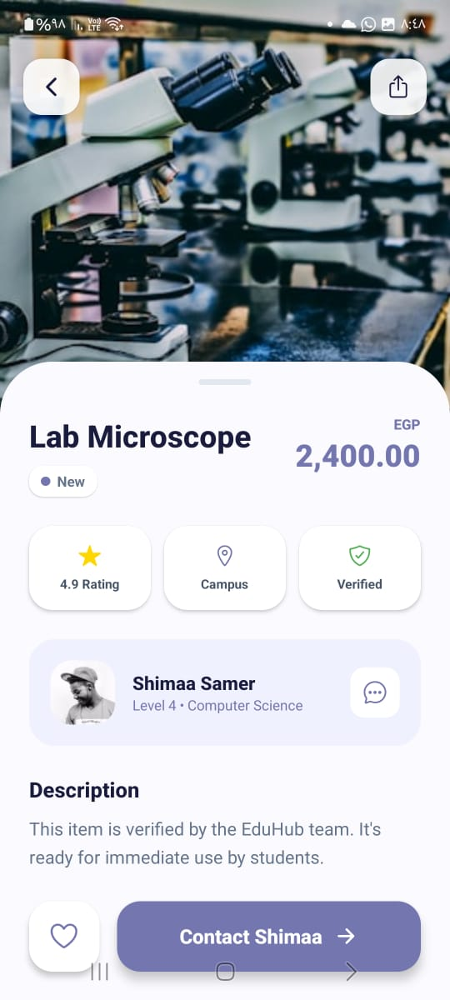 %٩٨ Vo) LTE ٨:٤٨
Lab Microscope
EGP
2,400.00
New
4.9 Rating
Campus
Verified
Shimaa Samer
Level 4 • Computer Science
Description
This item is verified by the EduHub team. It's
ready for immediate use by students.
Contact Shimaa